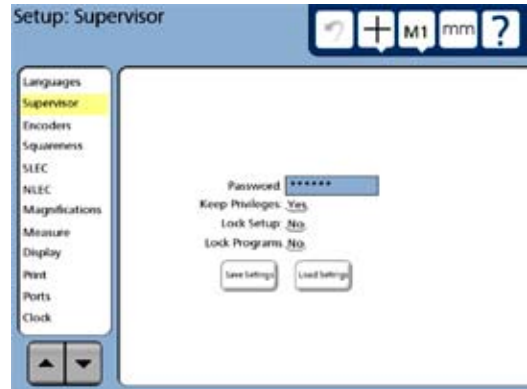 Setup: Supervisor
M1 mm ?
Languages
Supervisor
Encoders
Squareness
SLEC
NLEC
Magnifications
Measure
Display
Print
Ports
Clock
Password ••••••
Keep Privileges: Yes
Lock Setup: No
Lock Programs: No
Save Settings Load Settings